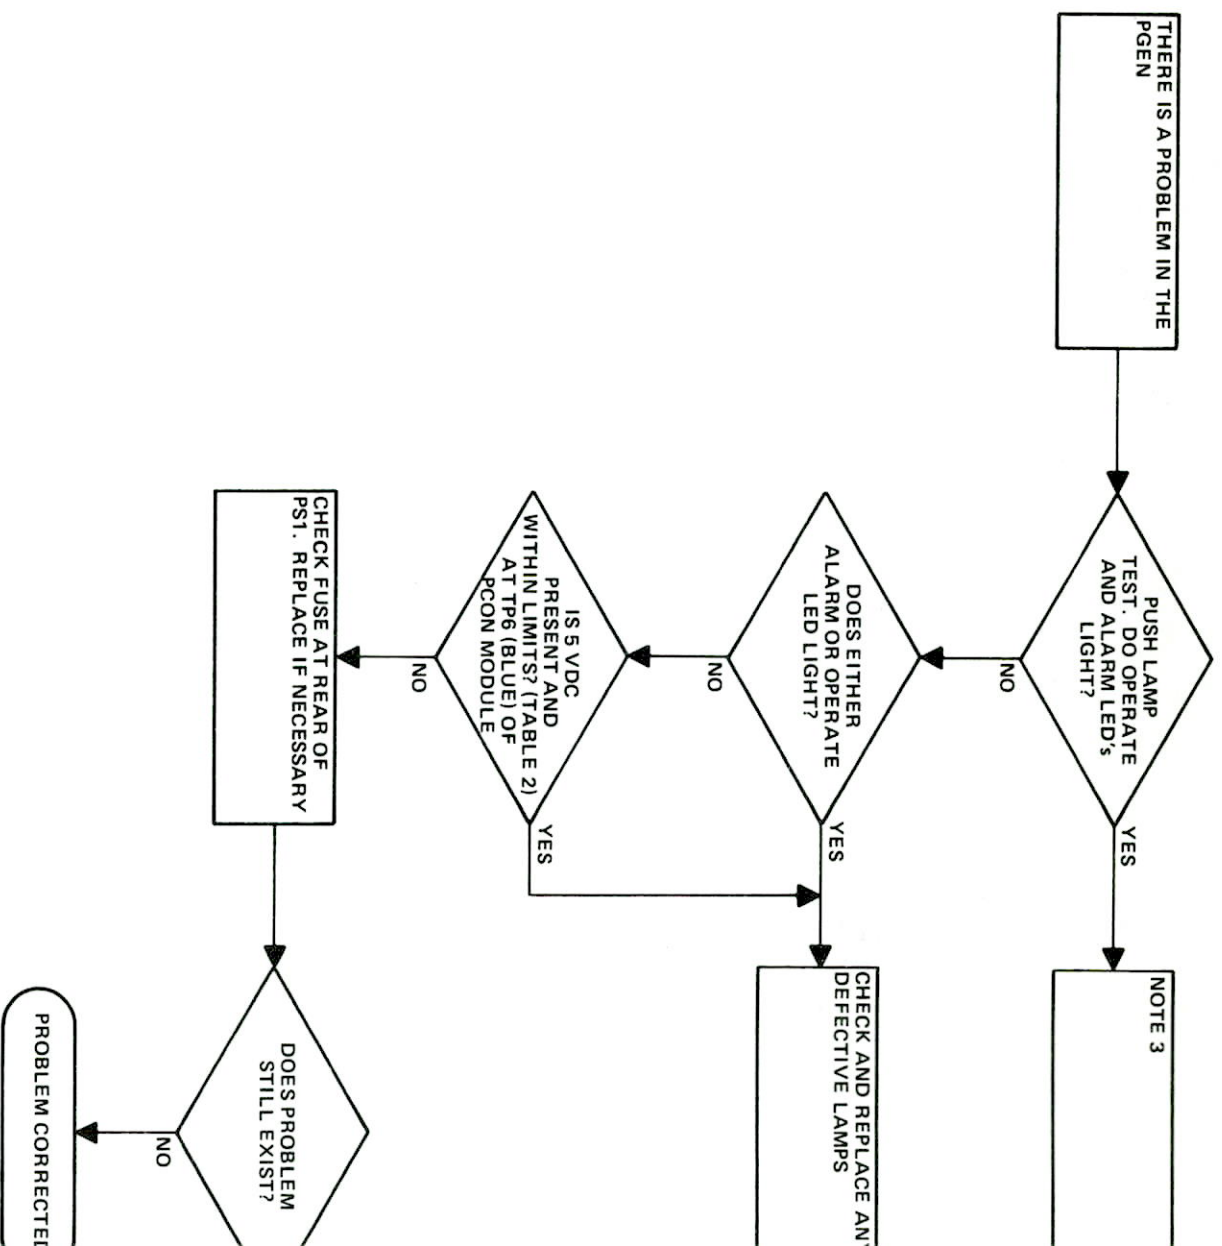 THERE IS A PROBLEM IN THE
PGEN
PUSH LAMP
TEST. DO OPERATE
AND ALARM LED's
LIGHT?
YES
NO
NOTE 3
DOES EITHER
ALARM OR OPERATE
LED LIGHT?
YES
NO
CHECK AND REPLACE ANY
DEFECTIVE LAMPS
IS 5 VDC
PRESENT AND
WITHIN LIMITS? (TABLE 2)
AT TP6 (BLUE) OF
PCON MODULE
YES
NO
CHECK FUSE AT REAR OF
PS1. REPLACE IF NECESSARY
DOES PROBLEM
STILL EXIST?
NO
PROBLEM CORRECTED